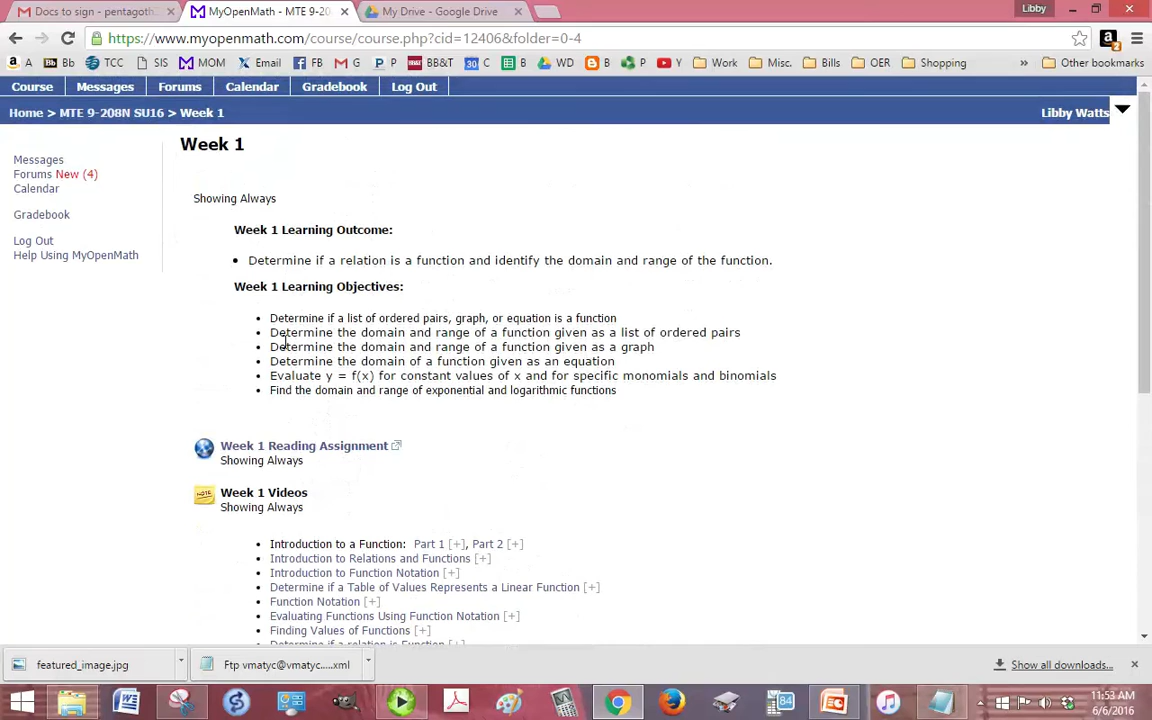 Docs to sign - pentagoth MyOpenMath - MTE 9-20 My Drive - Google Drive Libby
https://www.myopenmath.com/course/course.php?cid=12406&folder=0-4
A Bb TCC SIS MOM Email FB G P BB&T C B WD B P Y Work Misc. Bills OER Shopping » Other bookmarks
Course Messages Forums Calendar Gradebook Log Out
Home > MTE 9-208N SU16 > Week 1 Libby Watts
Week 1
Messages
Forums New (4)
Calendar
Gradebook
Log Out
Help Using MyOpenMath
Showing Always
Week 1 Learning Outcome:
• Determine if a relation is a function and identify the domain and range of the function.
Week 1 Learning Objectives:
• Determine if a list of ordered pairs, graph, or equation is a function
• Determine the domain and range of a function given as a list of ordered pairs
• Determine the domain and range of a function given as a graph
• Determine the domain of a function given as an equation
• Evaluate y = f(x) for constant values of x and for specific monomials and binomials
• Find the domain and range of exponential and logarithmic functions
Week 1 Reading Assignment
Showing Always
NOTE Week 1 Videos
Showing Always
• Introduction to a Function: Part 1 [+], Part 2 [+]
• Introduction to Relations and Functions [+]
• Introduction to Function Notation [+]
• Determine if a Table of Values Represents a Linear Function [+]
• Function Notation [+]
• Evaluating Functions Using Function Notation [+]
• Finding Values of Functions [+]
• Determine if a relation is Function [+]
featured_image.jpg Ftp vmatyc@vmatyc.....xml Show all downloads...
11:53 AM
6/6/2016